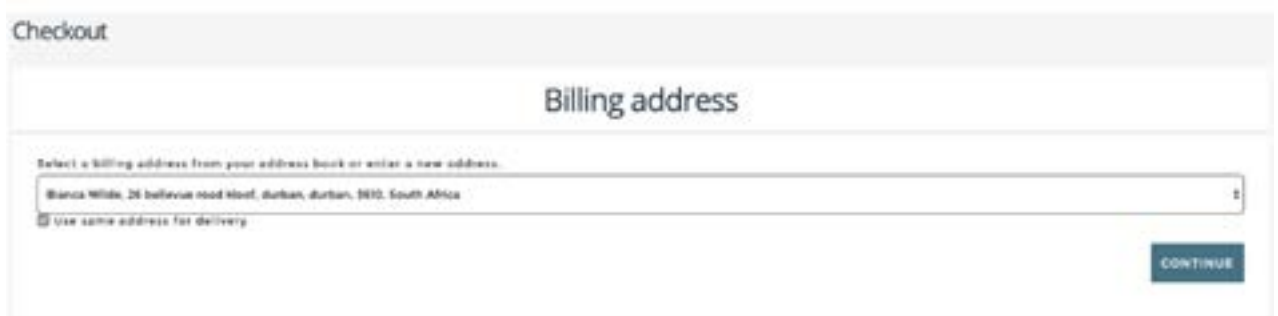 Checkout
Billing address
Select a billing address from your address book or enter a new address.
Bianca Wilde, 26 bellevue road kloof, durban, durban, 3610, South Africa
Use same address for delivery
CONTINUE